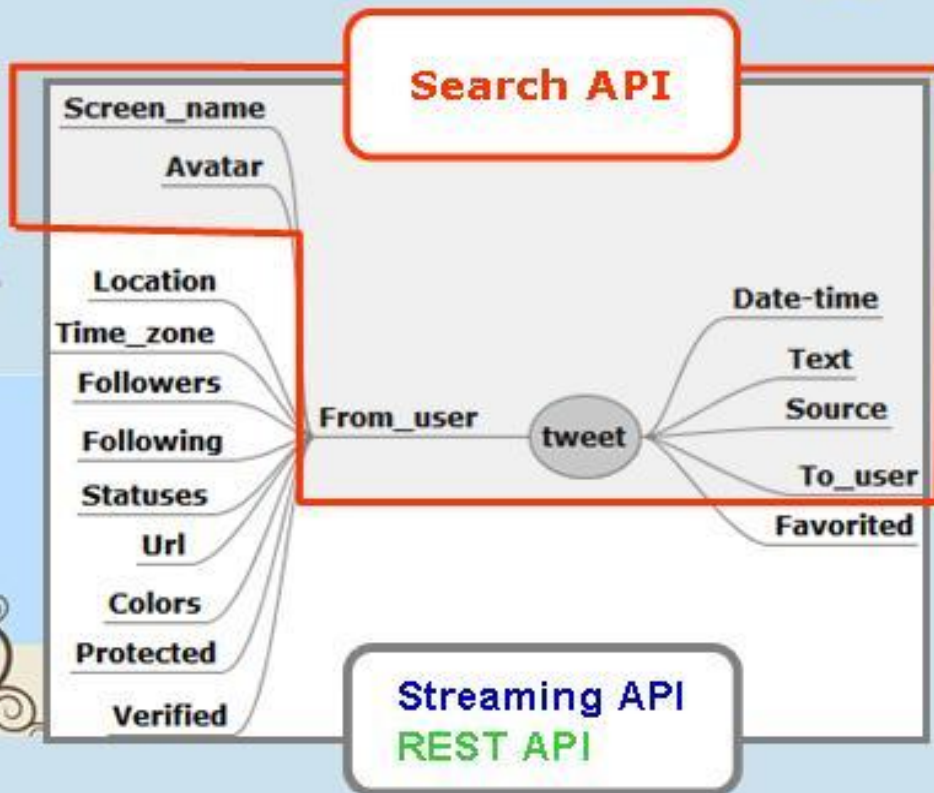 Search API
Screen_name
Avatar
Location
Time_zone
Followers
Following
Statuses
Url
Colors
Protected
Verified
From_user
tweet
Date-time
Text
Source
To_user
Favorited
Streaming API
REST API